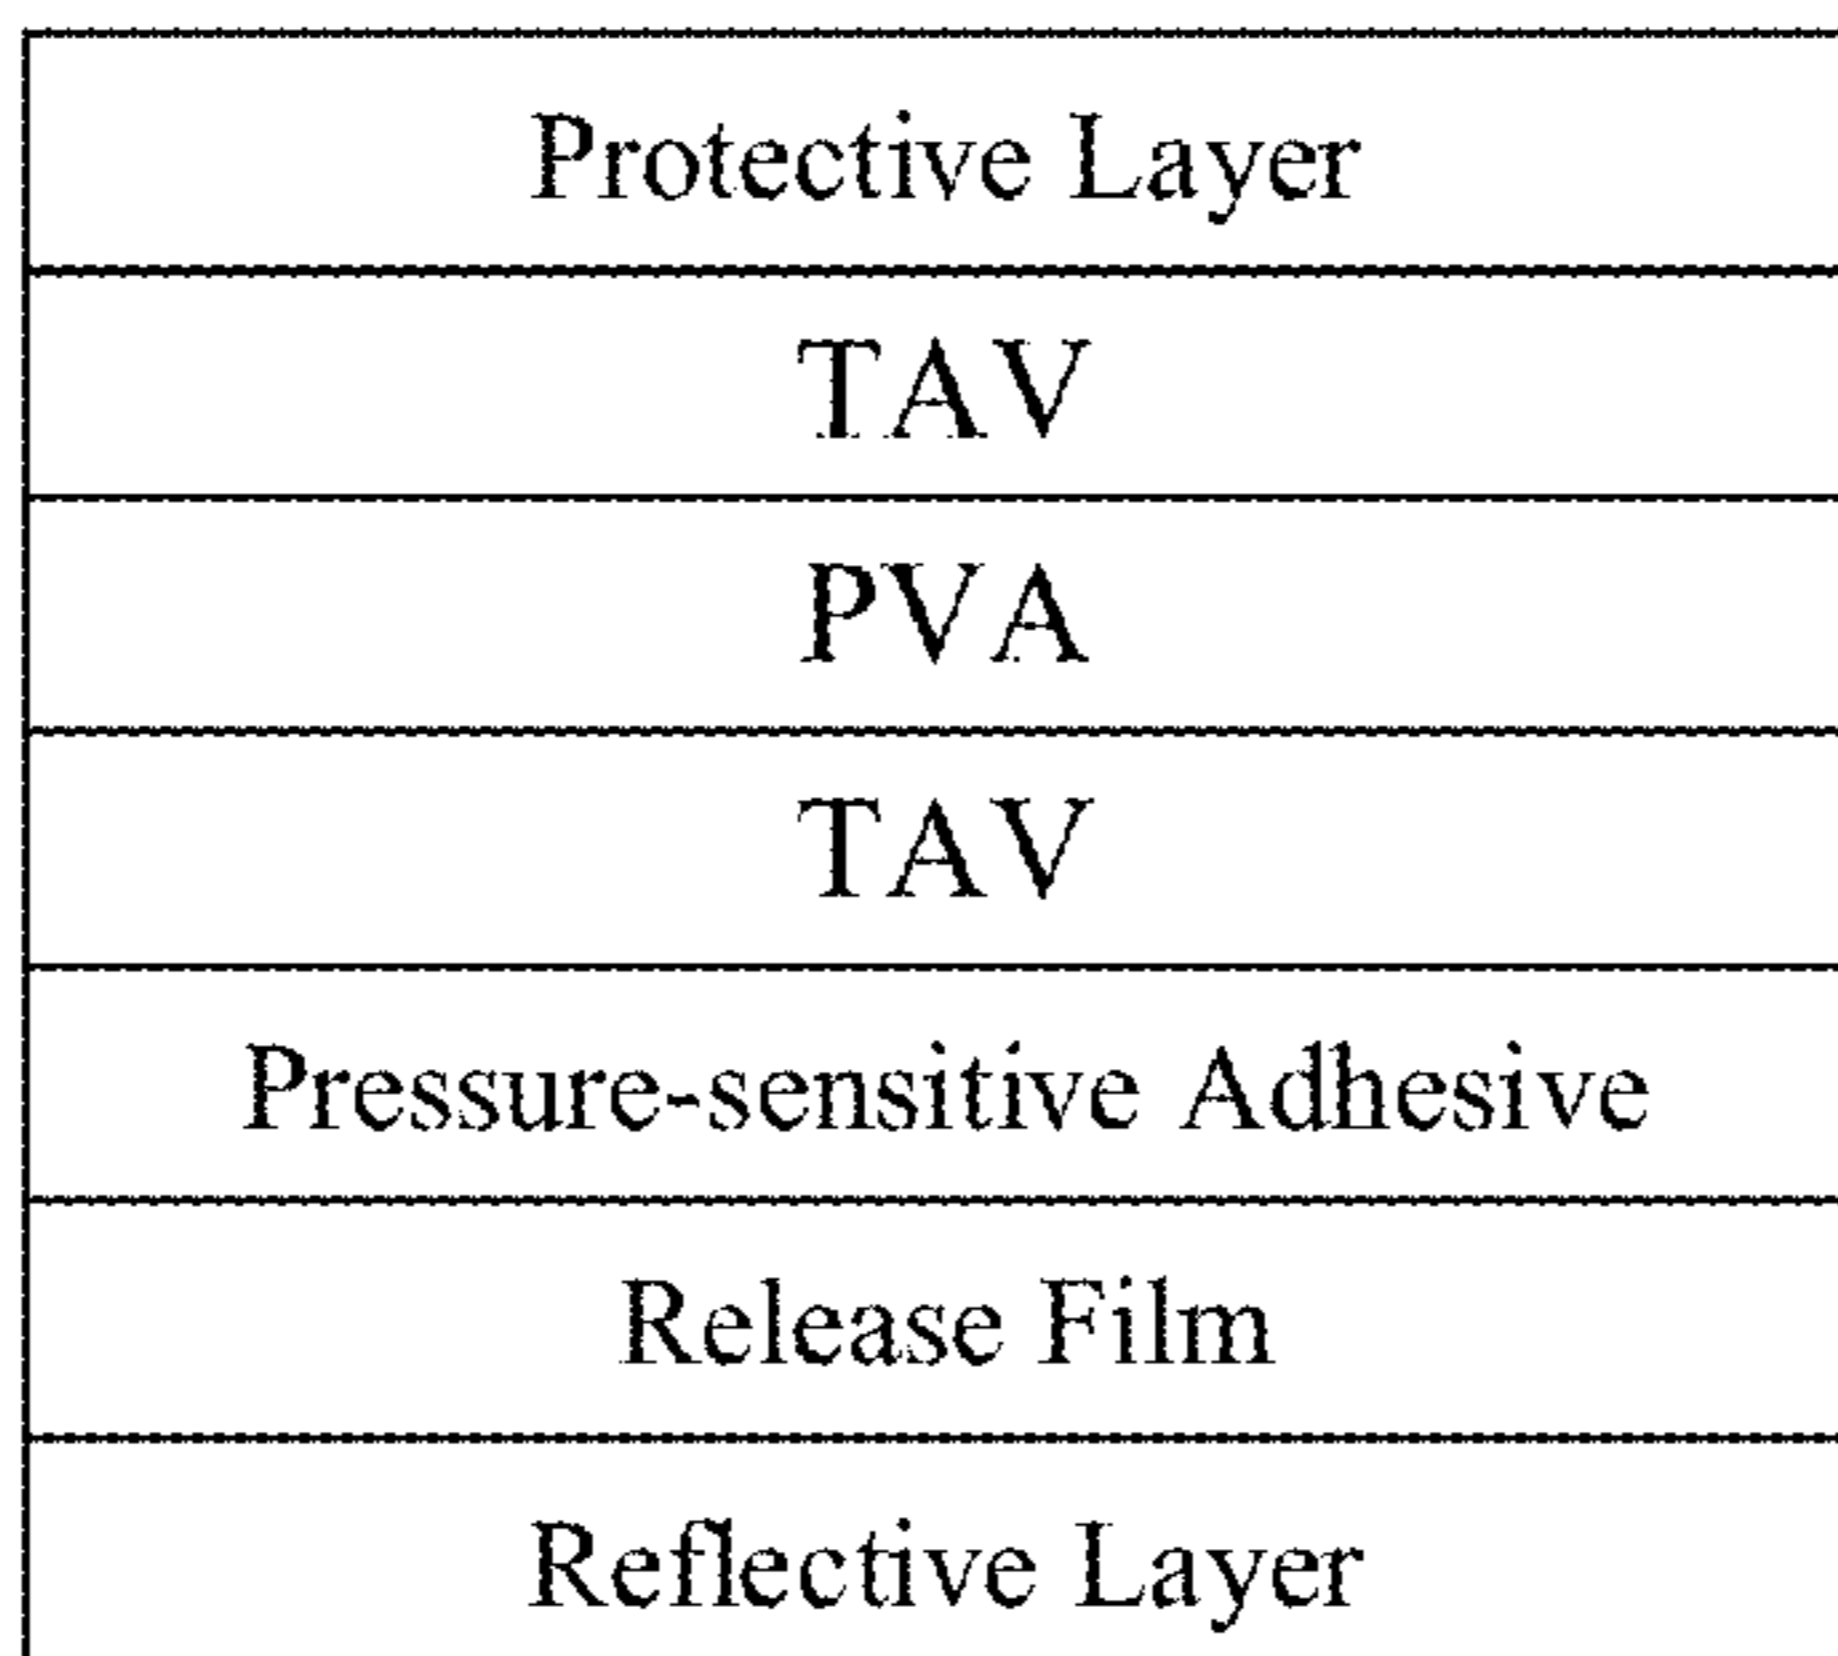 Protective Layer
TAV
PVA
TAV
Pressure-sensitive Adhesive
Release Film
Reflective Layer